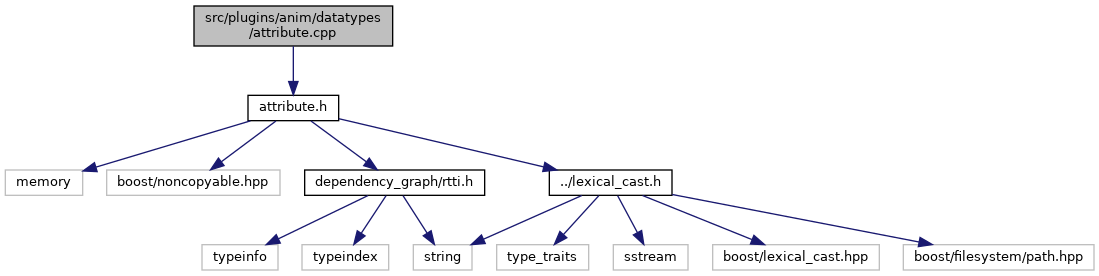 src/plugins/anim/datatypes
/attribute.cpp
attribute.h
memory
boost/noncopyable.hpp
dependency_graph/rtti.h
../lexical_cast.h
typeinfo
typeindex
string
type_traits
sstream
boost/lexical_cast.hpp
boost/filesystem/path.hpp